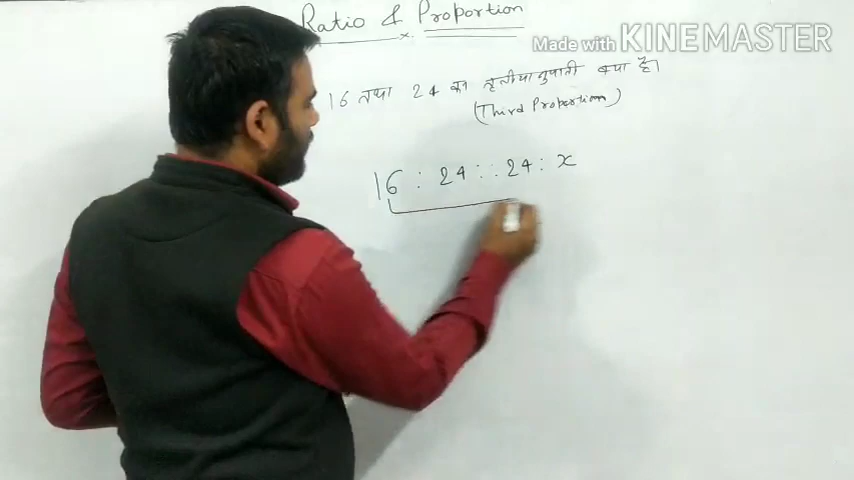 Ratio & Proportion
Made with KINEMASTER
16 तथा 24 का तृतीयानुपाती क्या है।
(Third Proportion)
16 : 24 :: 24 : x